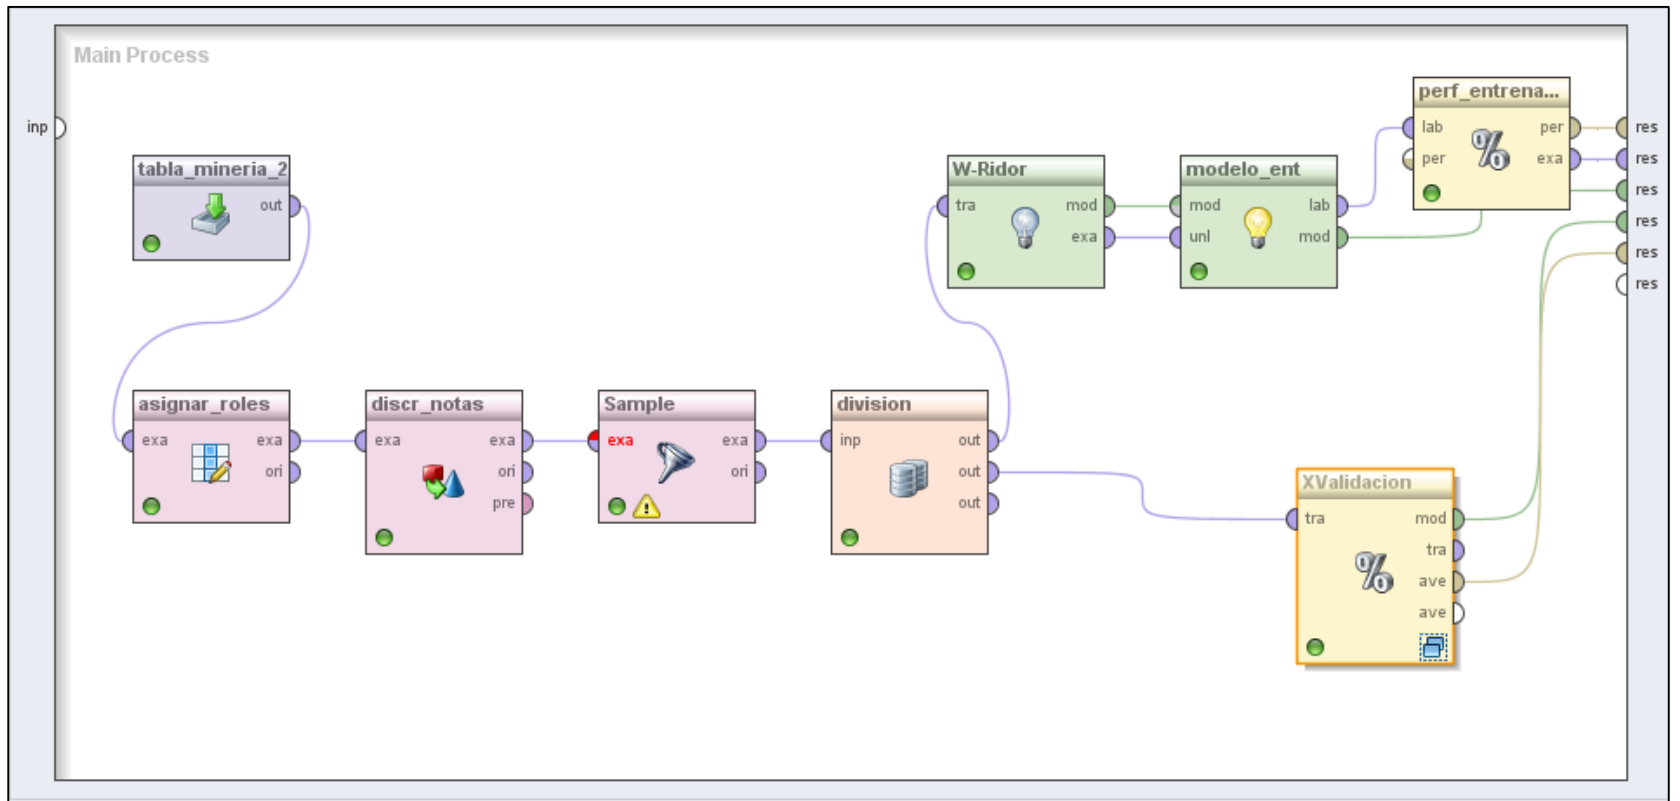 Main Process
inp
tabla_mineria_2
out
W-Ridor
tra mod
exa
modelo_ent
mod lab
unl mod
perf_entrena...
lab per
per exa
res
res
res
res
res
res
asignar_roles
exa exa
ori
discr_notas
exa exa
ori
pre
Sample
exa exa
ori
division
inp out
out
out
XValidacion
tra mod
tra
ave
ave